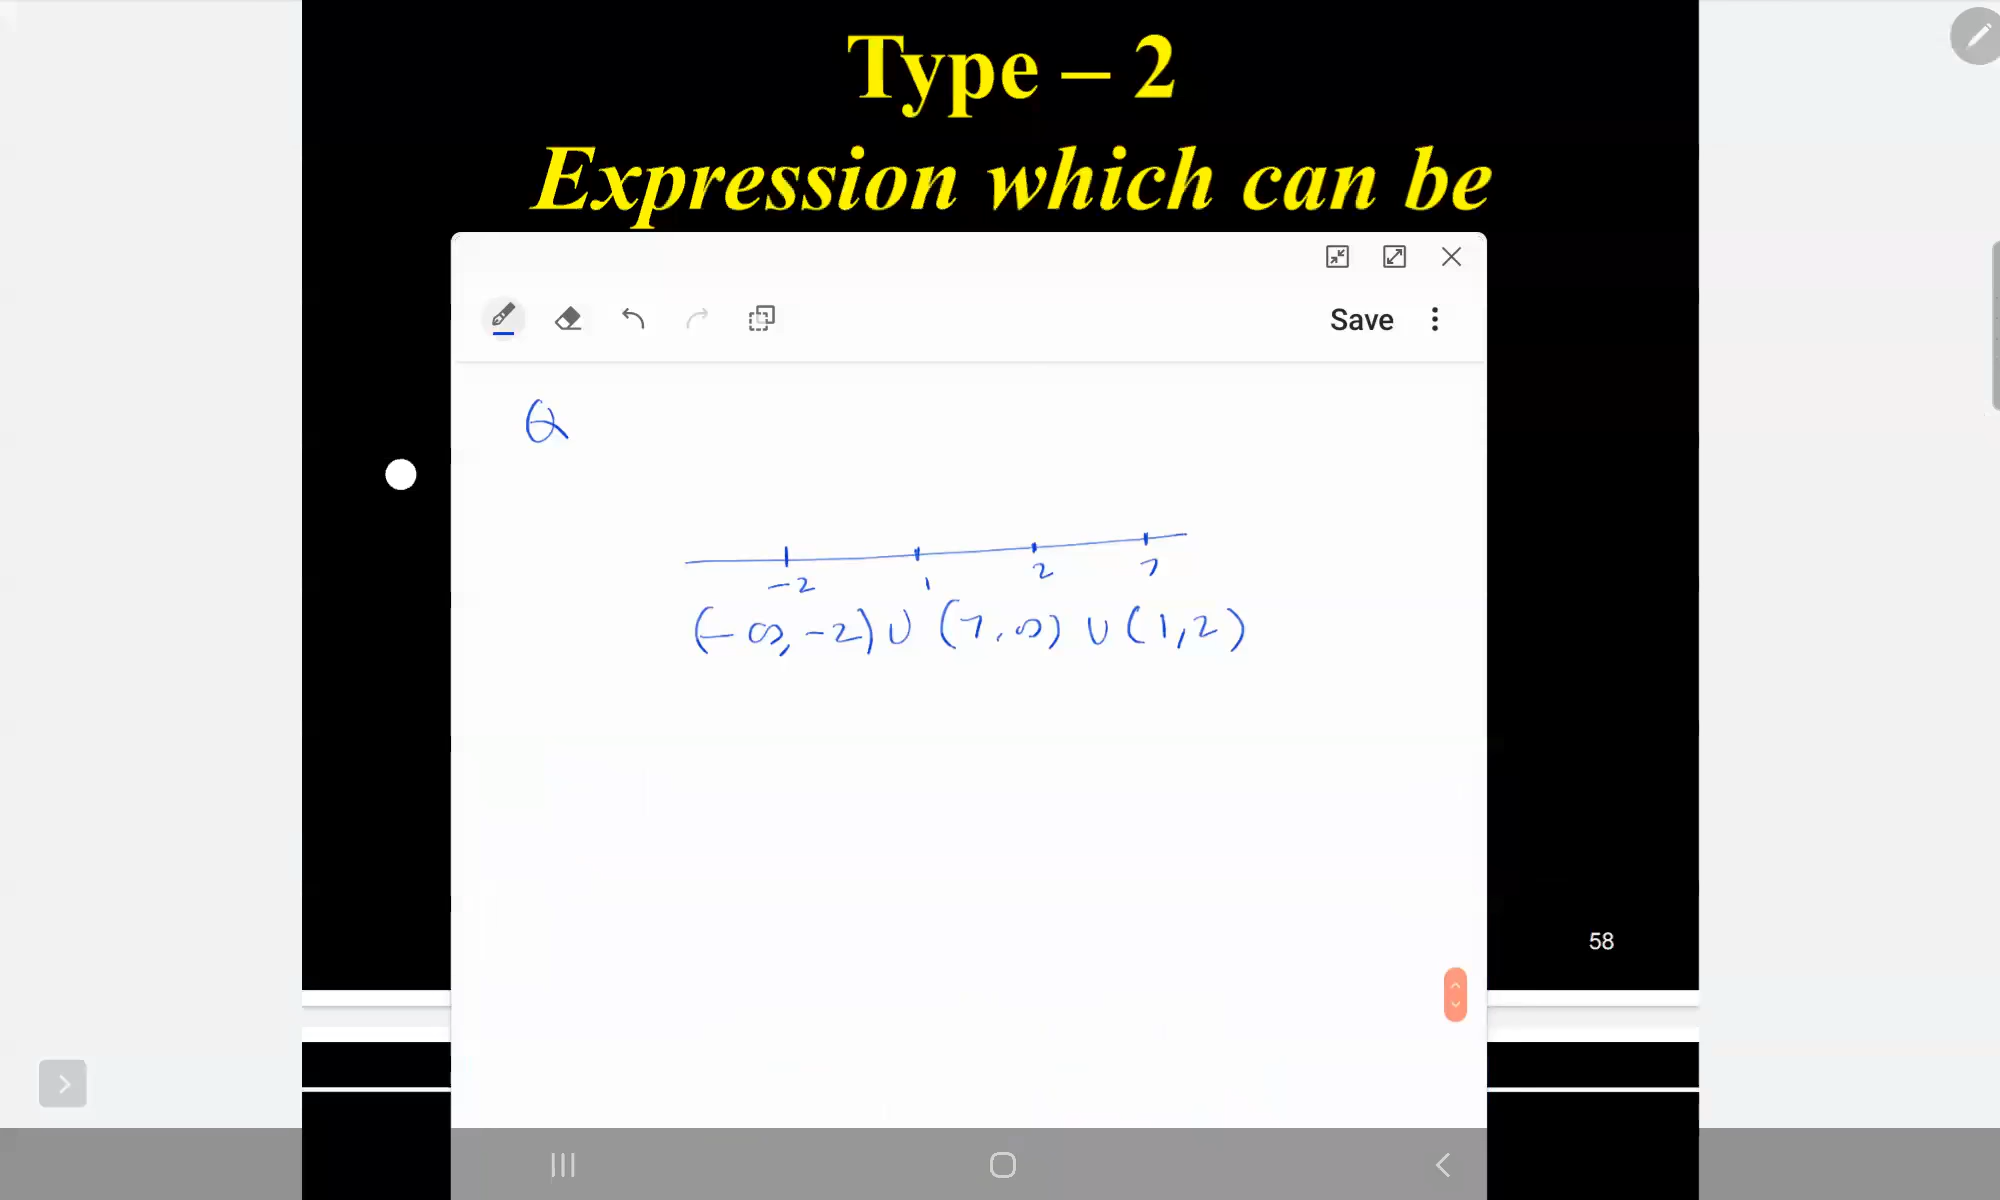 Type – 2
Expression which can be
Save
Q
-2 1 2 7
(-∞, -2) ∪ (7, ∞) ∪ (1, 2)
58